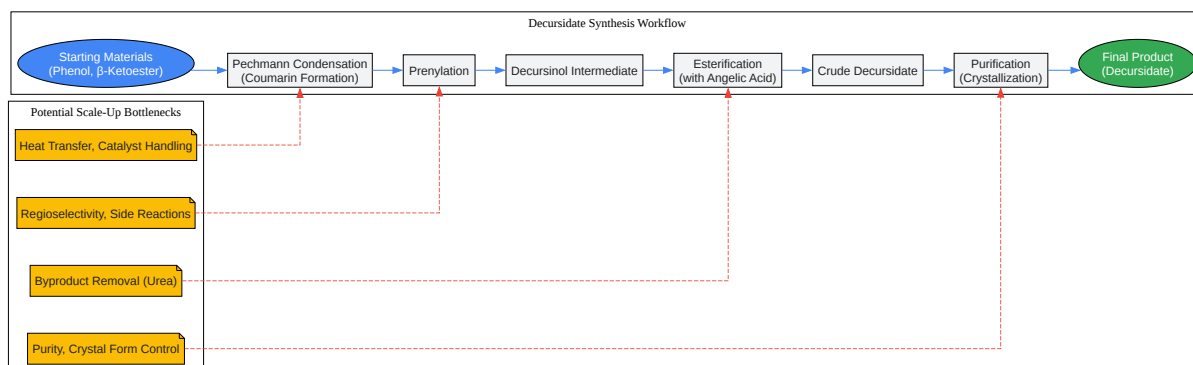 Decursidate Synthesis Workflow
Starting Materials
(Phenol, β-Ketoester)
Pechmann Condensation
(Coumarin Formation)
Prenylation
Decursinol Intermediate
Esterification
(with Angelic Acid)
Crude Decursidate
Purification
(Crystallization)
Final Product
(Decursidate)
Potential Scale-Up Bottlenecks
Heat Transfer, Catalyst Handling
Regioselectivity, Side Reactions
Byproduct Removal (Urea)
Purity, Crystal Form Control